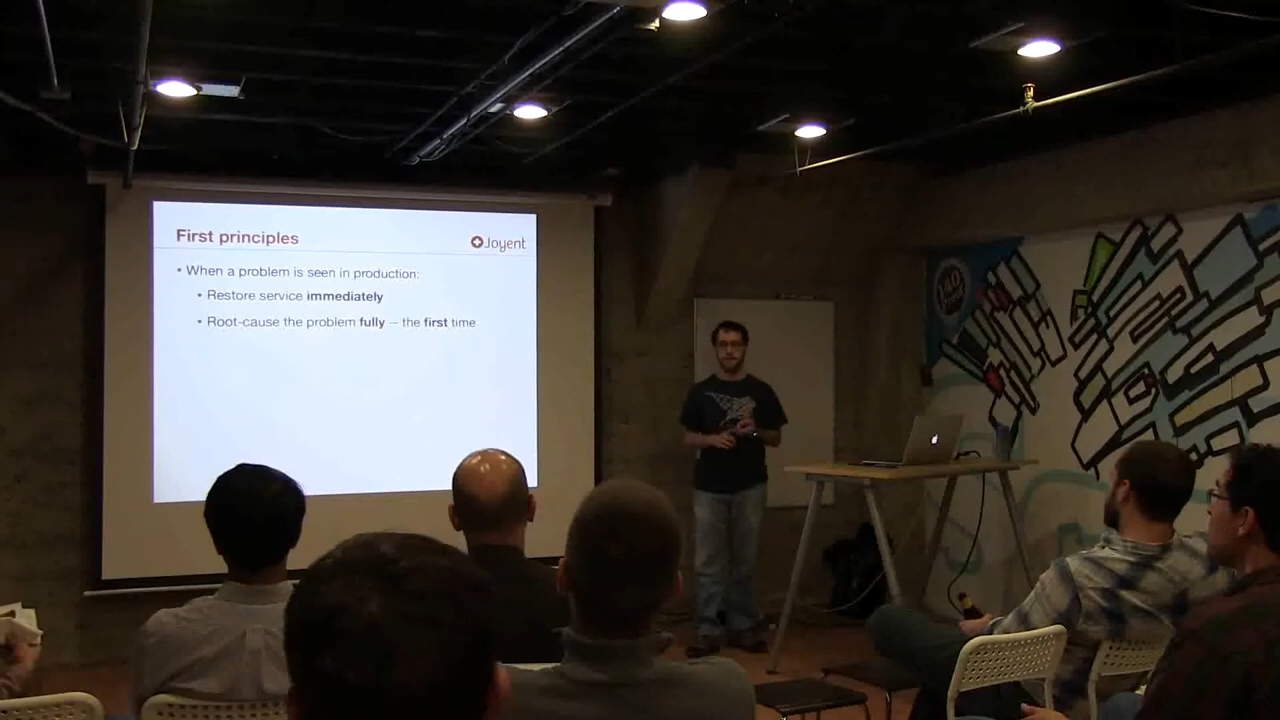 First principles
Joyent
• When a problem is seen in production:
• Restore service immediately
• Root-cause the problem fully – the first time